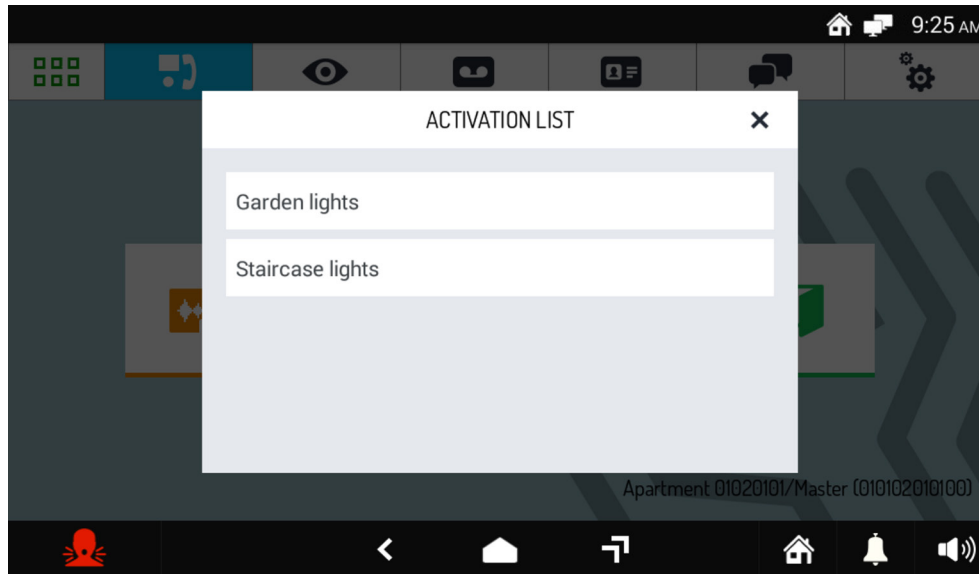 9:25 AM
ACTIVATION LIST
Garden lights
Staircase lights
Apartment 01020101/Master (010102010100)